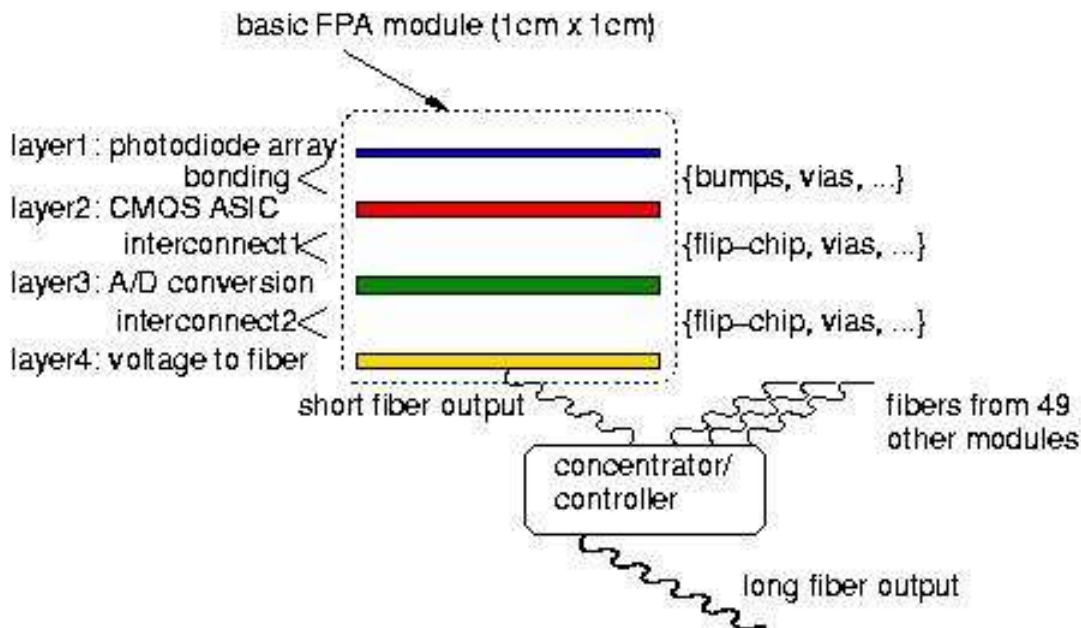 basic FPA module (1cm x 1cm)
layer1: photodiode array
bonding
{bumps, vias, ...}
layer2: CMOS ASIC
interconnect1
{flip-chip, vias, ...}
layer3: A/D conversion
interconnect2
{flip-chip, vias, ...}
layer4: voltage to fiber
short fiber output
fibers from 49
other modules
concentrator/
controller
long fiber output